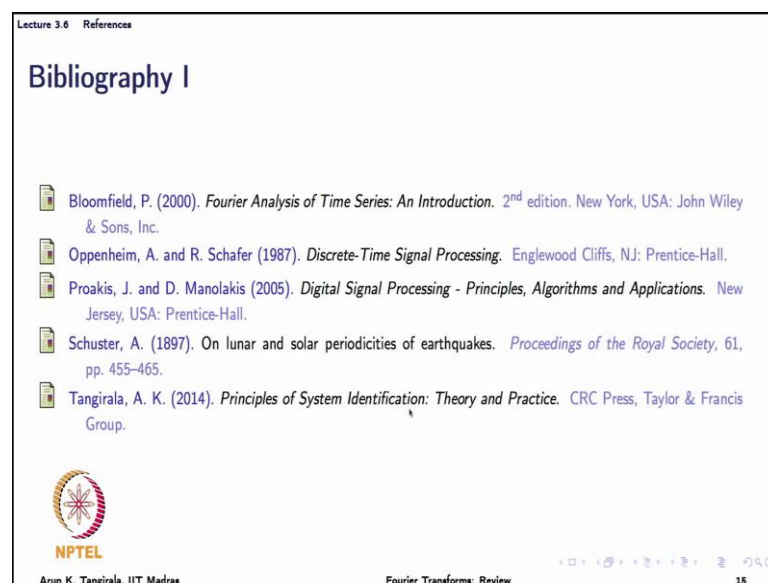 Lecture 3.6 References
Bibliography I
Bloomfield, P. (2000). Fourier Analysis of Time Series: An Introduction. 2nd edition. New York, USA: John Wiley
& Sons, Inc.
Oppenheim, A. and R. Schafer (1987). Discrete-Time Signal Processing. Englewood Cliffs, NJ: Prentice-Hall.
Proakis, J. and D. Manolakis (2005). Digital Signal Processing - Principles, Algorithms and Applications. New
Jersey, USA: Prentice-Hall.
Schuster, A. (1897). On lunar and solar periodicities of earthquakes. Proceedings of the Royal Society, 61,
pp. 455–465.
Tangirala, A. K. (2014). Principles of System Identification: Theory and Practice. CRC Press, Taylor & Francis
Group.
NPTEL
Arun K. Tangirala, IIT Madras Fourier Transforms: Review 15